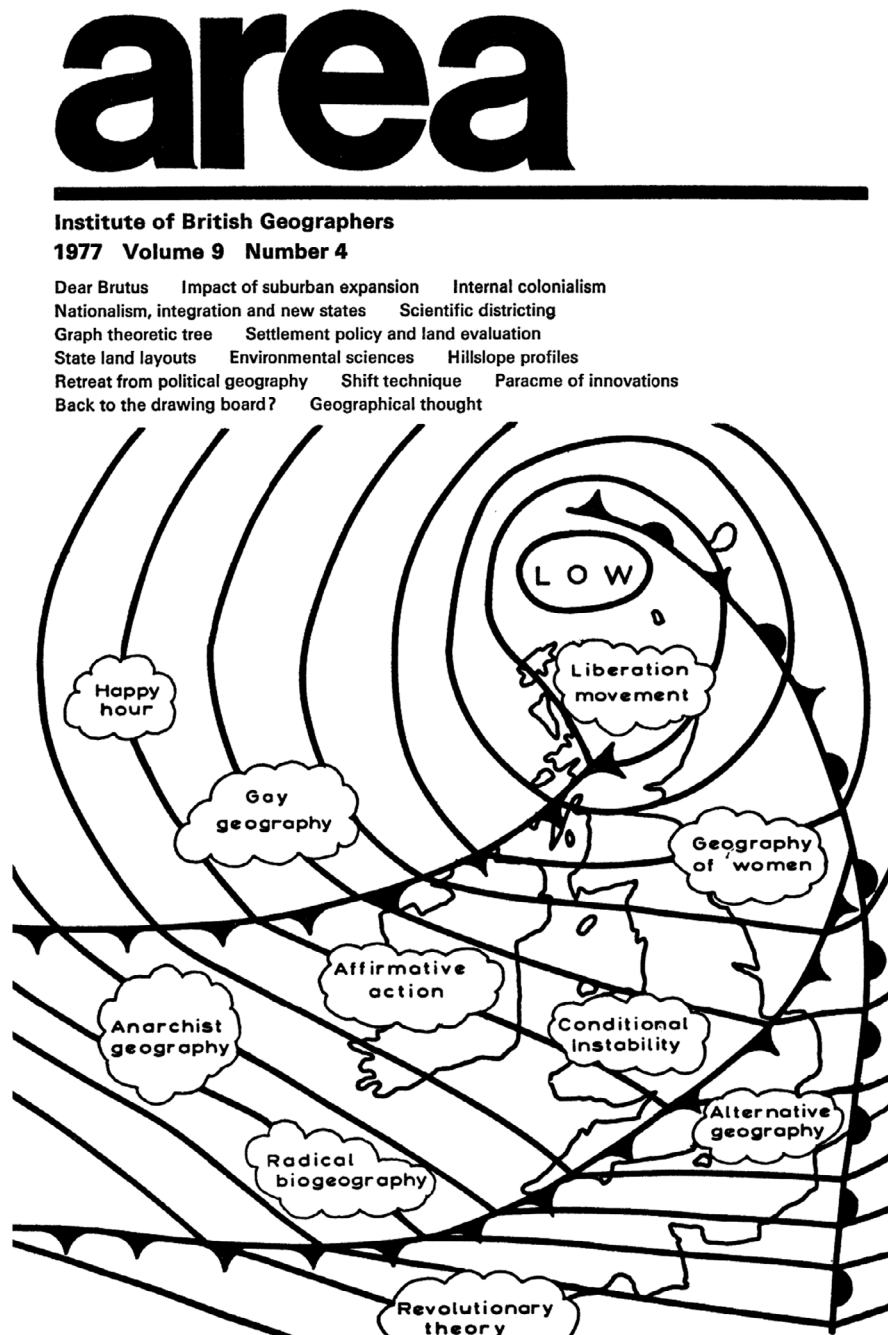 area
Institute of British Geographers
1977 Volume 9 Number 4
Dear Brutus Impact of suburban expansion Internal colonialism
Nationalism, integration and new states Scientific districting
Graph theoretic tree Settlement policy and land evaluation
State land layouts Environmental sciences Hillslope profiles
Retreat from political geography Shift technique Paracme of innovations
Back to the drawing board? Geographical thought
LOW
Liberation
movement
Happy
hour
Gay
geography
Geography
of women
Affirmative
action
Anarchist
geography
Conditional
Instability
Alternative
geography
Radical
biogeography
Revolutionary
theory